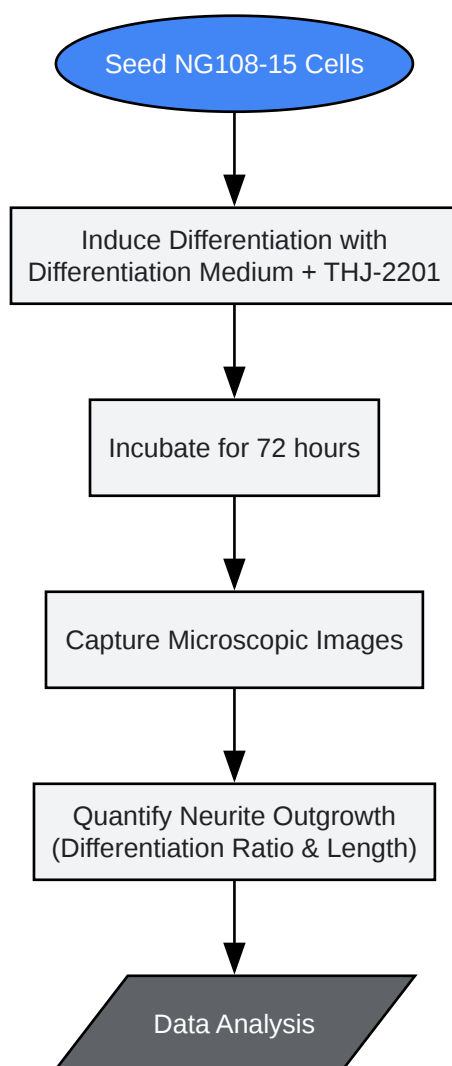 Seed NG108-15 Cells
Induce Differentiation with
Differentiation Medium + THJ-2201
Incubate for 72 hours
Capture Microscopic Images
Quantify Neurite Outgrowth
(Differentiation Ratio & Length)
Data Analysis